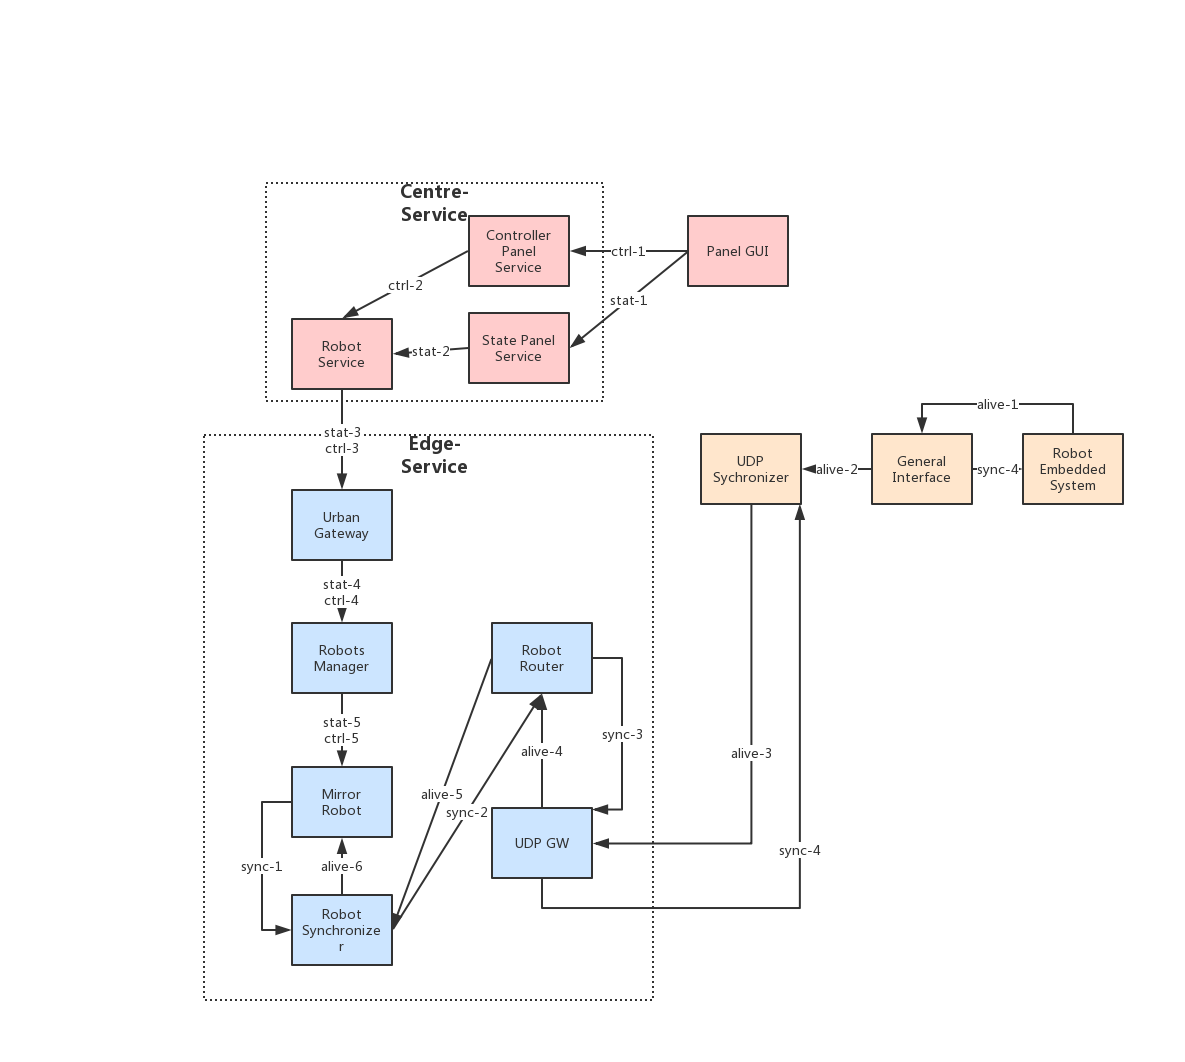 Centre-
Service
Controller
Panel
Service
ctrl-1
Panel GUI
ctrl-2
stat-1
Robot
Service
stat-2
State Panel
Service
stat-3
ctrl-3
Edge-
Service
alive-1
UDP
Sychronizer
alive-2
General
Interface
sync-4
Robot
Embedded
System
Urban
Gateway
stat-4
ctrl-4
Robots
Manager
Robot
Router
stat-5
ctrl-5
sync-3
alive-4
alive-3
Mirror
Robot
alive-5
sync-2
UDP GW
sync-4
sync-1
alive-6
Robot
Synchronize
r